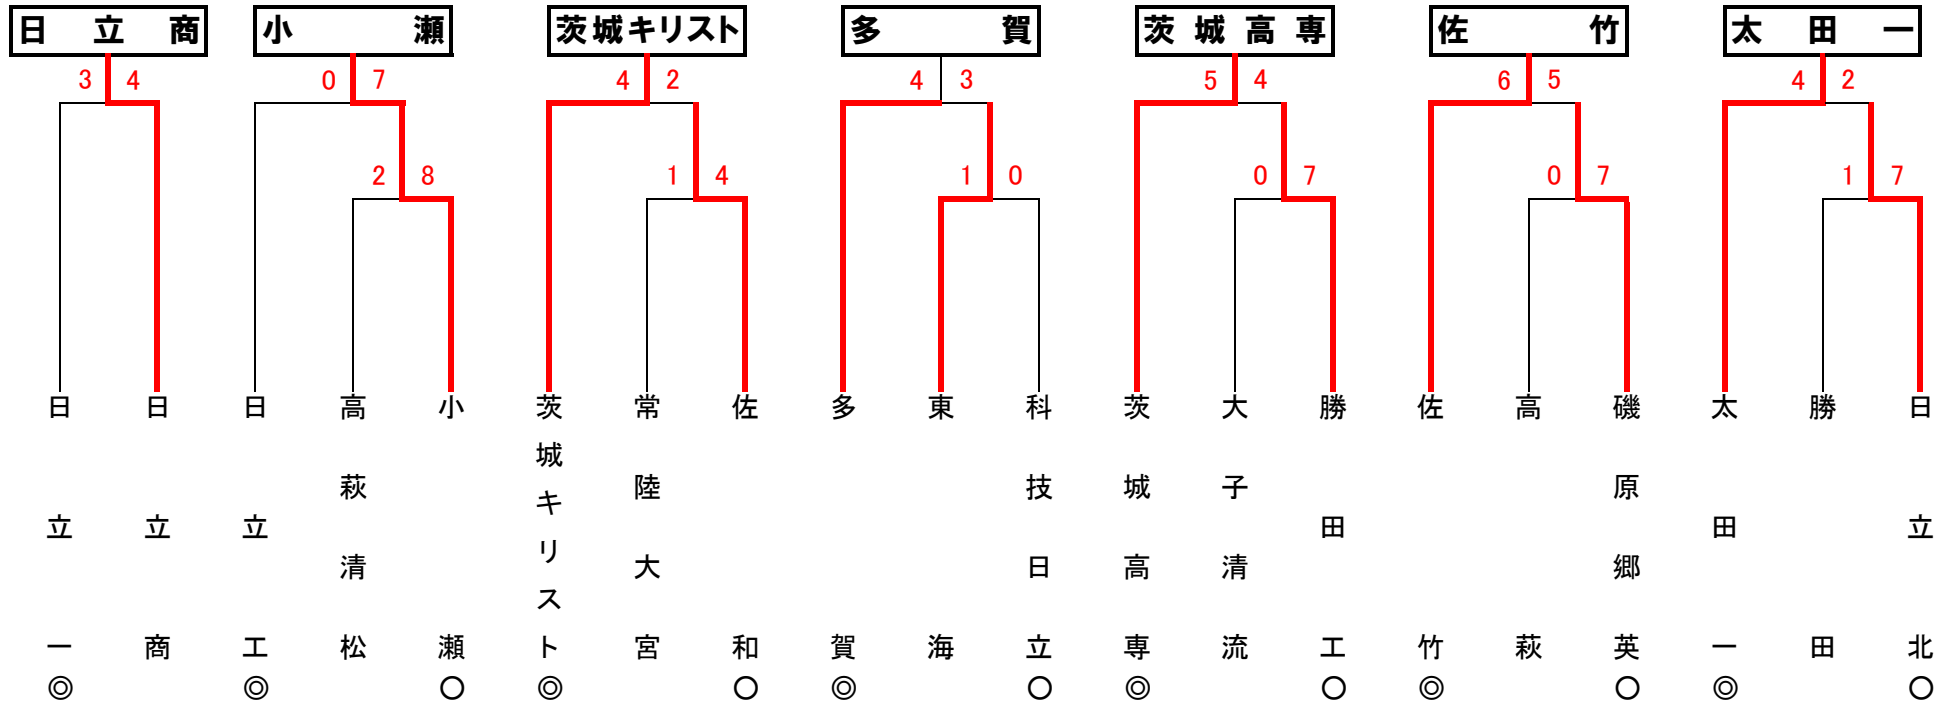 日立商 小瀬 茨城キリスト 多賀 茨城高専 佐竹 太田一
3 4 0 7 4 2 4 3 5 4 6 5 4 2
2 8 1 4 1 0 0 7 0 7 1 7
日立一◎
日立商
日立工◎
高萩清松
小瀬○
茨城キリスト◎
常陸大宮
佐和○
多賀◎
東海
科技日立○
茨城高専◎
大子清流
勝田工○
佐竹◎
高萩
磯原郷英○
太田一◎
勝田
日立北○